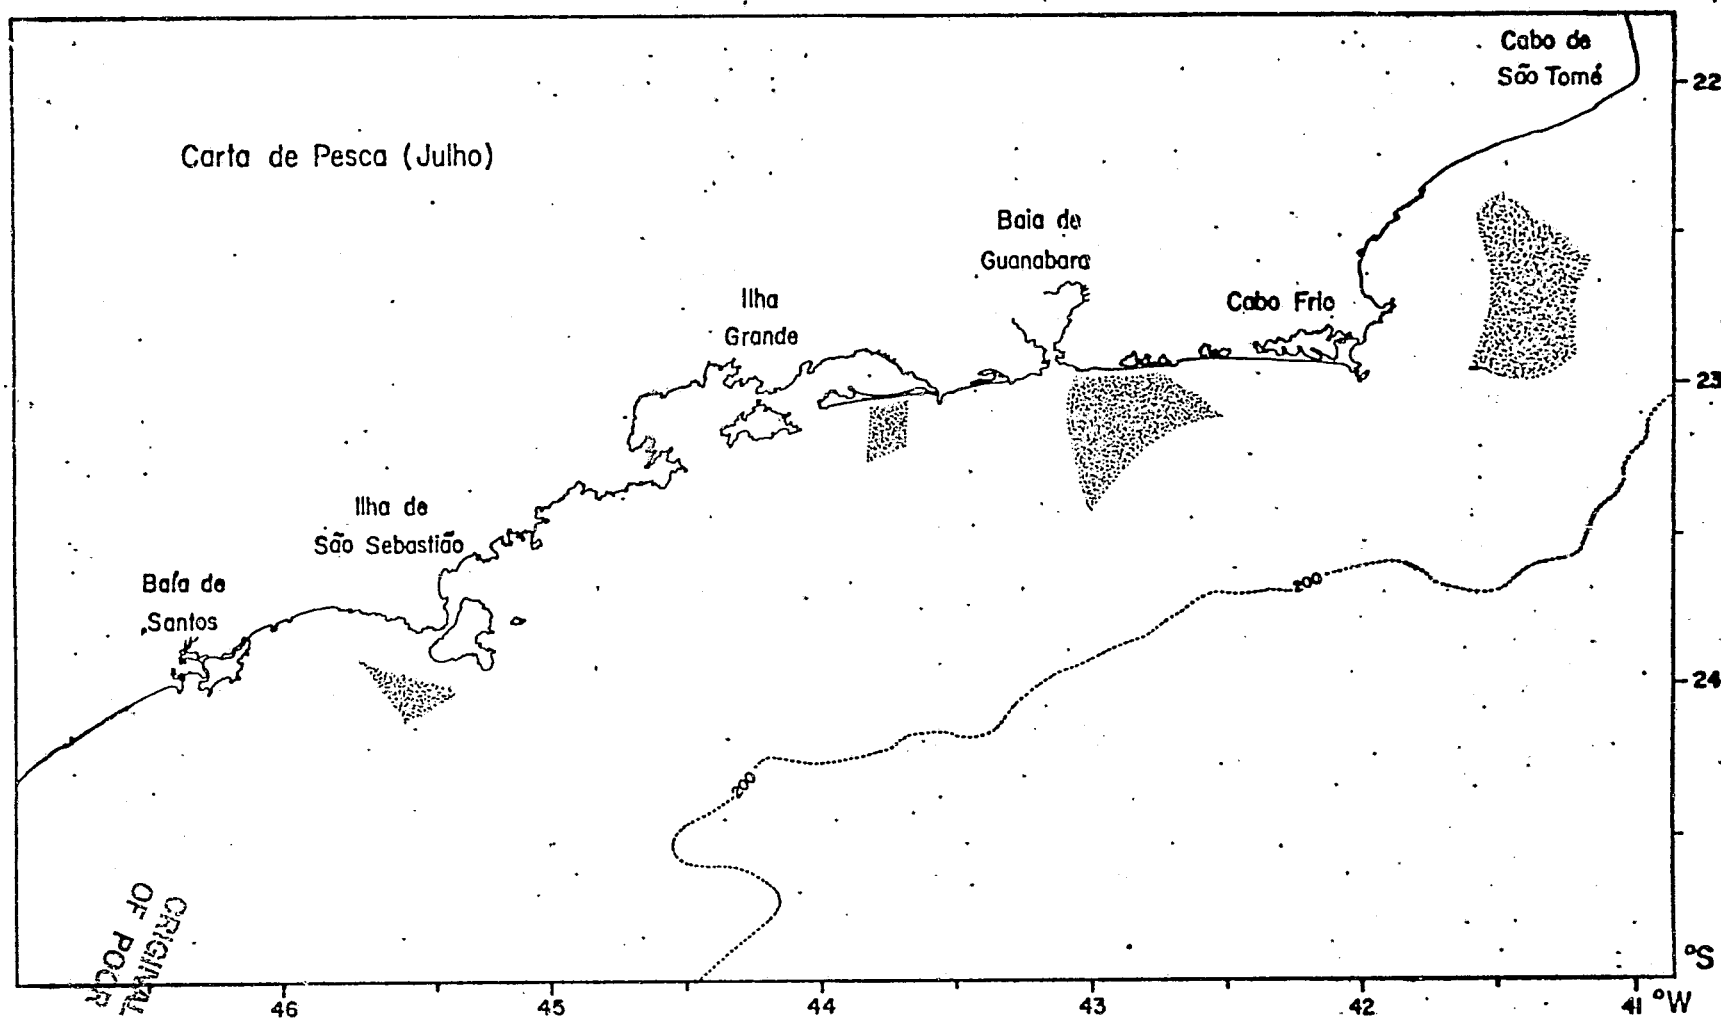 Cabo de
São Tomé
22
Carta de Pesca (Julho)
Baia de
Guanabara
Ilha
Grande
Cabo Frio
23
Ilha de
São Sebastião
Baía de
Santos
200
24
200
ORIGINAL
OF POOR
°S
46
45
44
43
42
41 °W